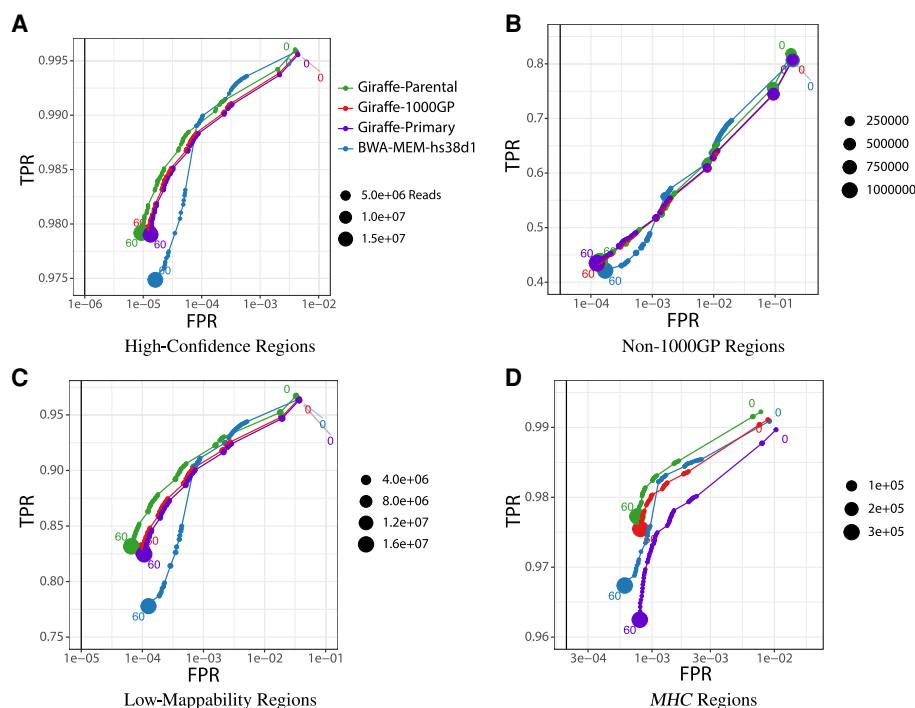 A
0.995
0.990
0.985
0.980
0.975
TPR
0
0
0
0
60
60
60
60
1e−06
1e−05
1e−04
1e−03
1e−02
FPR
High-Confidence Regions
Giraffe-Parental
Giraffe-1000GP
Giraffe-Primary
BWA-MEM-hs38d1
5.0e+06 Reads
1.0e+07
1.5e+07
B
0.8
0.7
0.6
0.5
0.4
TPR
0
0
0
0
60
60
60
1e−04
1e−03
1e−02
1e−01
FPR
Non-1000GP Regions
250000
500000
750000
1000000
C
0.95
0.90
0.85
0.80
0.75
TPR
0
0
0
0
60
60
60
60
1e−05
1e−04
1e−03
1e−02
1e−01
FPR
Low-Mappability Regions
4.0e+06
8.0e+06
1.2e+07
1.6e+07
D
0.99
0.98
0.97
0.96
TPR
0
0
0
0
60
60
60
3e−04
1e−03
3e−03
1e−02
FPR
MHC Regions
1e+05
2e+05
3e+05